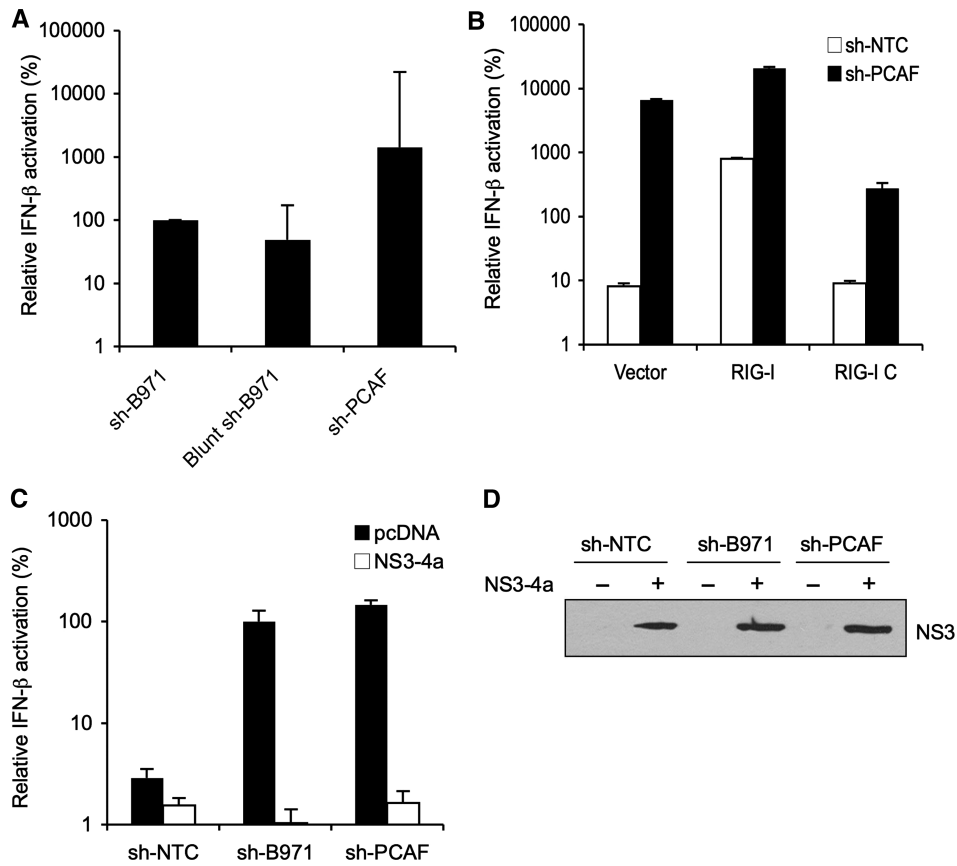 A
Relative IFN-β activation (%)
100000
10000
1000
100
10
1
sh-B971
Blunt sh-B971
sh-PCAF
B
Relative IFN-β activation (%)
100000
10000
1000
100
10
1
sh-NTC
sh-PCAF
Vector
RIG-I
RIG-I C
C
Relative IFN-β activation (%)
1000
100
10
1
pcDNA
NS3-4a
sh-NTC
sh-B971
sh-PCAF
D
sh-NTC sh-B971 sh-PCAF
NS3-4a – + – + – +
NS3